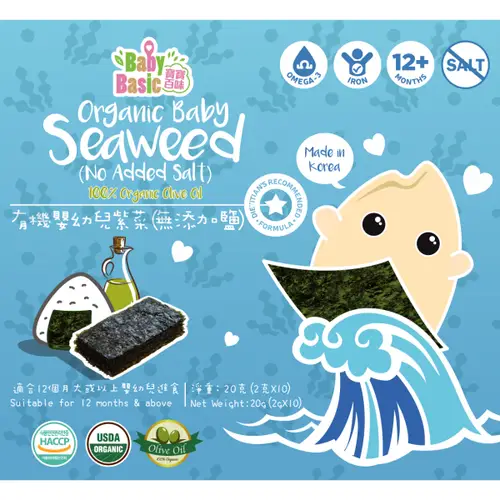 Baby
Basic 寶寶百味
OMEGA-3
IRON
12+
MONTHS
SALT
Organic Baby
Seaweed
(No Added Salt)
100% Organic Olive Oil
有機嬰幼兒紫菜(無添加鹽)
Made in
Korea
DIETITIAN'S RECOMMENDED
FORMULA
適合12個月大或以上嬰幼兒進食
Suitable for 12 months & above
淨重：20克 (2克X10)
Net Weight:20g (2gX10)
HACCP
USDA
ORGANIC
Olive Oil
100% Organic